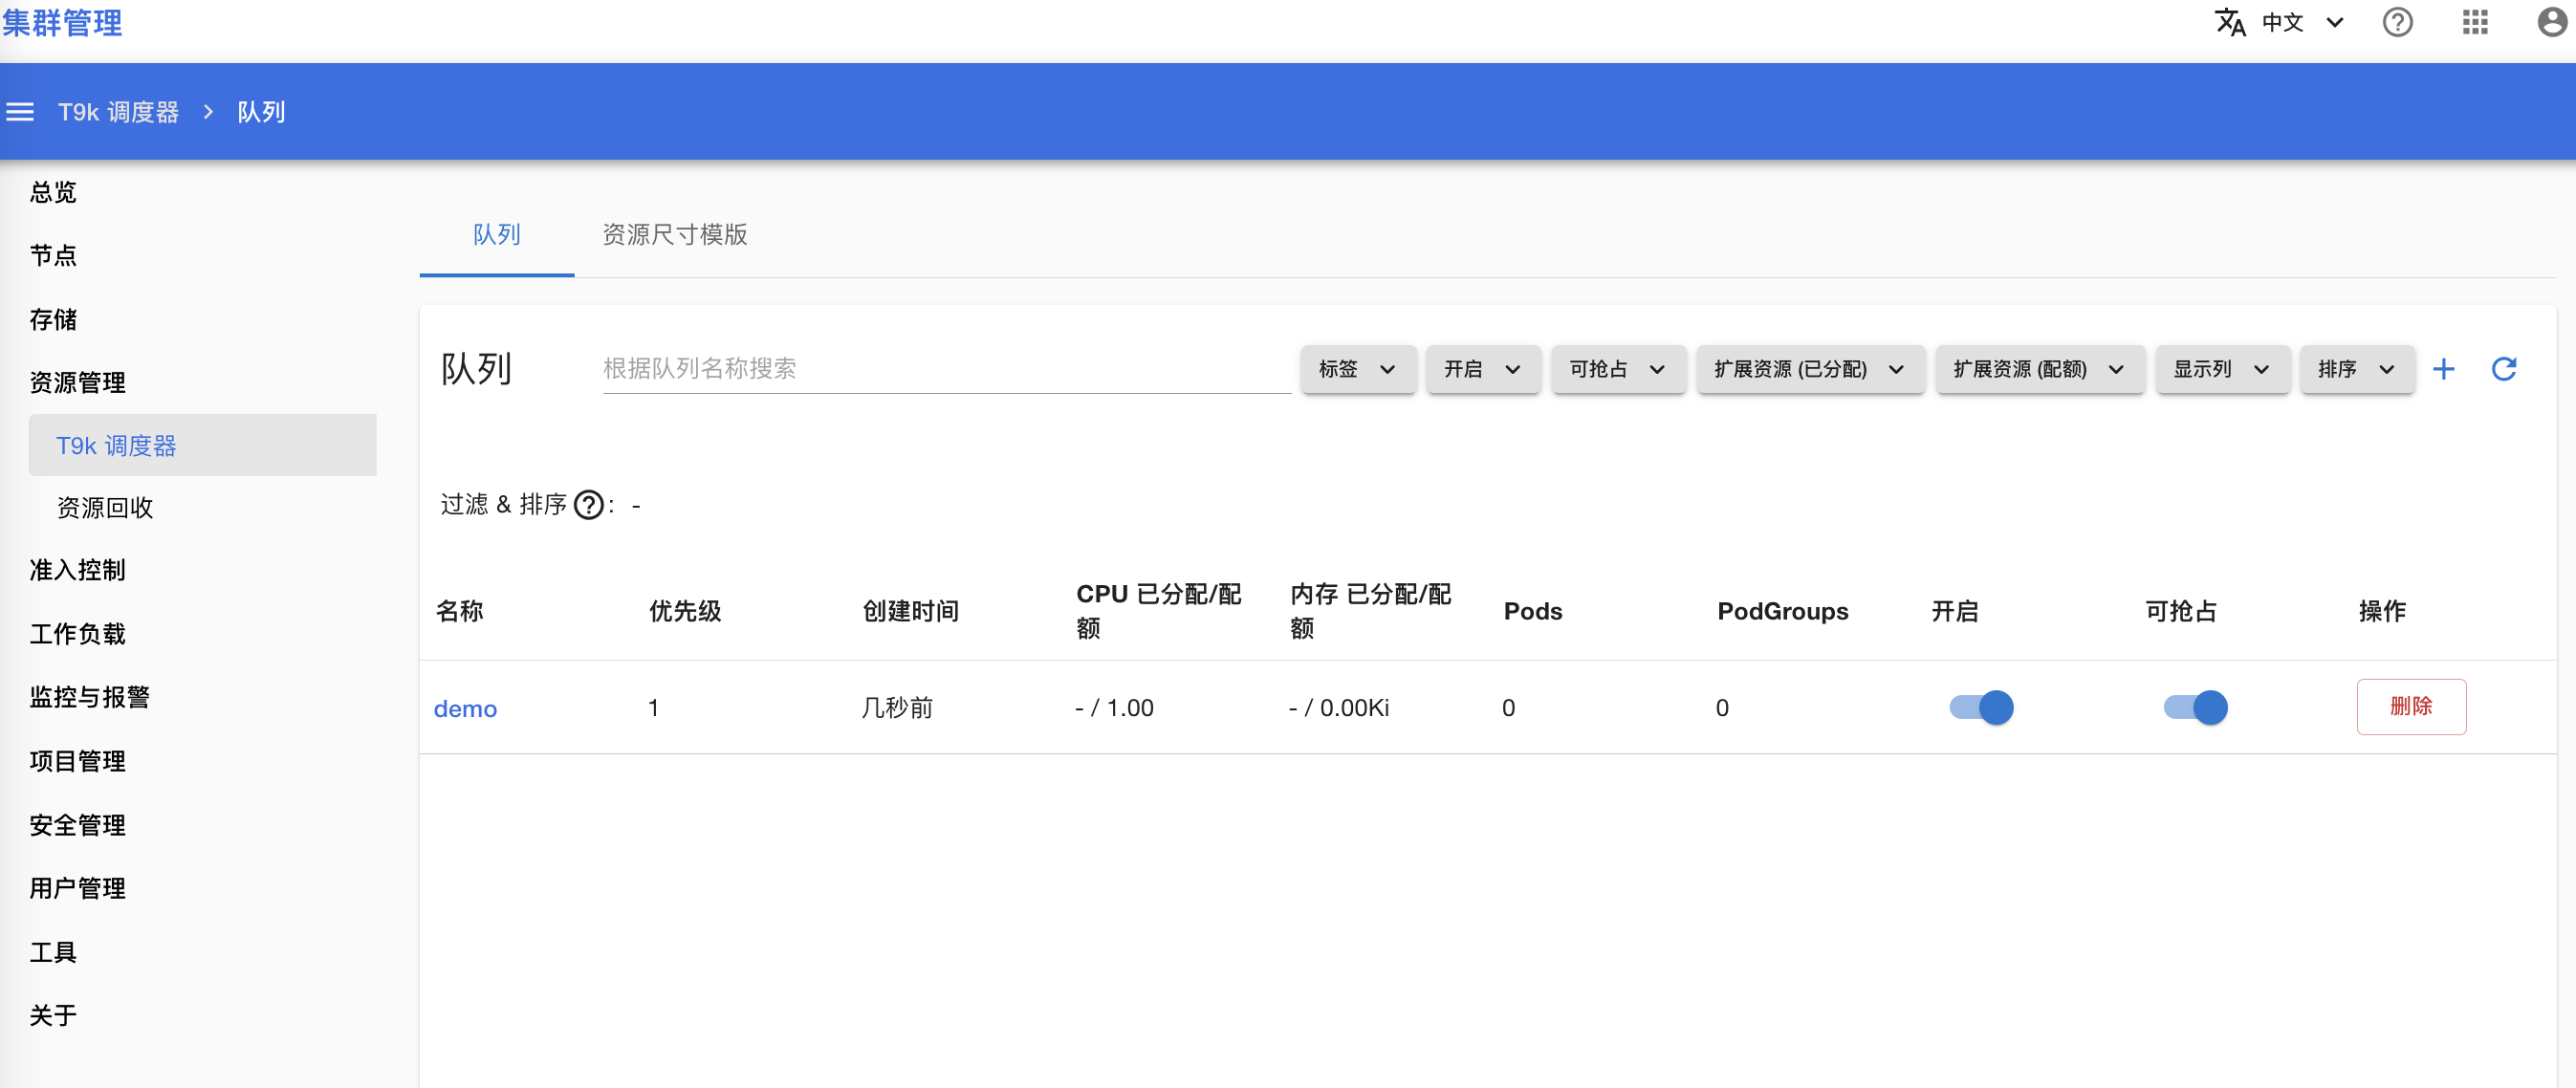 集群管理
中文
T9k 调度器 > 队列
总览
节点
存储
资源管理
T9k 调度器
资源回收
准入控制
工作负载
监控与报警
项目管理
安全管理
用户管理
工具
关于
队列 资源尺寸模版
队列 根据队列名称搜索 标签 开启 可抢占 扩展资源 (已分配) 扩展资源 (配额) 显示列 排序
过滤 & 排序 ? : -
名称 优先级 创建时间 CPU 已分配/配额 内存 已分配/配额 Pods PodGroups 开启 可抢占 操作
demo 1 几秒前 - / 1.00 - / 0.00Ki 0 0 删除